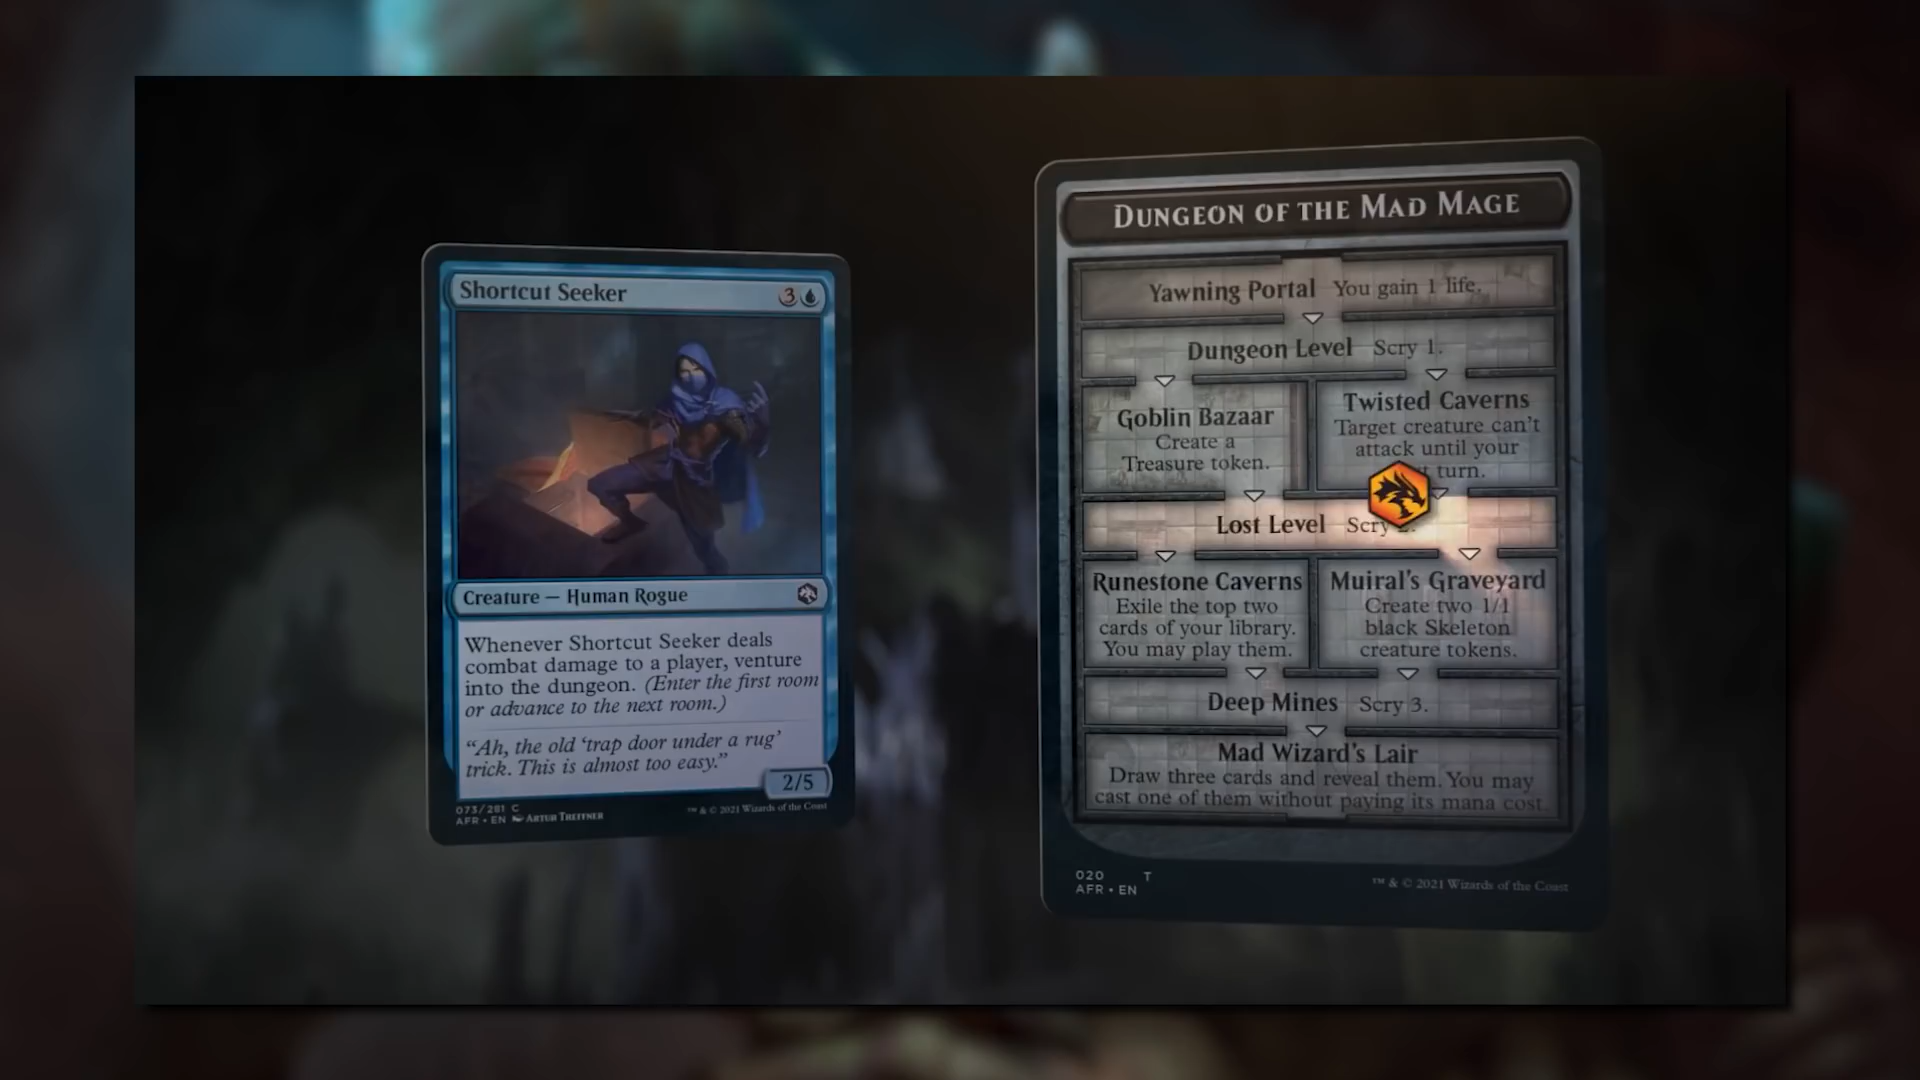 Shortcut Seeker 3
Creature — Human Rogue
Whenever Shortcut Seeker deals
combat damage to a player, venture
into the dungeon. (Enter the first room
or advance to the next room.)
“Ah, the old ‘trap door under a rug’
trick. This is almost too easy.”
2/5
073/281 C
AFR • EN ARTUR TREFFNER
™ & © 2021 Wizards of the Coast
DUNGEON OF THE MAD MAGE
Yawning Portal You gain 1 life.
Dungeon Level Scry 1.
Goblin Bazaar
Create a
Treasure token.
Twisted Caverns
Target creature can't
attack until your
turn.
Lost Level Scry
Runestone Caverns
Exile the top two
cards of your library.
You may play them.
Muiral's Graveyard
Create two 1/1
black Skeleton
creature tokens.
Deep Mines Scry 3.
Mad Wizard's Lair
Draw three cards and reveal them. You may
cast one of them without paying its mana cost
020 T
AFR • EN
™ & © 2021 Wizards of the Coast